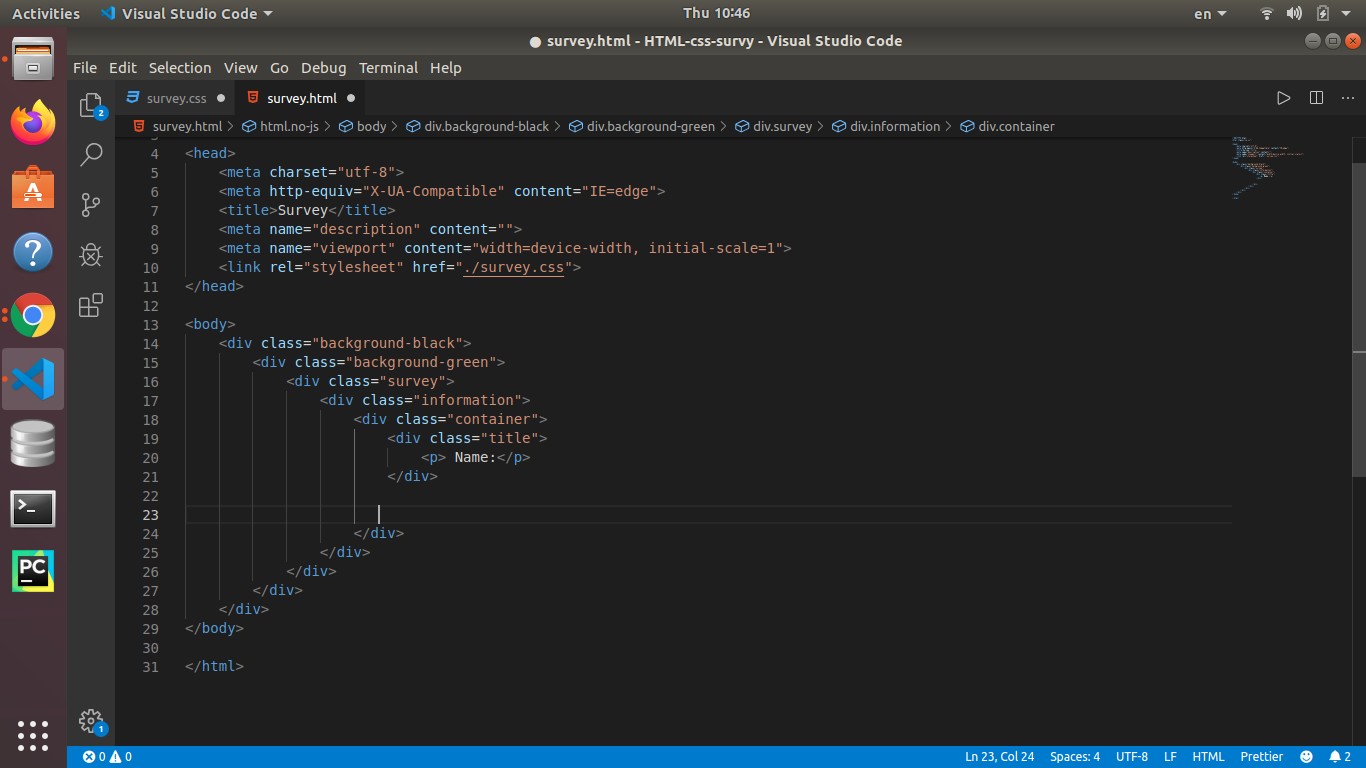 Activities Visual Studio Code Thu 10:46 en
survey.html - HTML-css-survy - Visual Studio Code
File Edit Selection View Go Debug Terminal Help
survey.css survey.html
survey.html html.no-js body div.background-black div.background-green div.survey div.information div.container
4 <head>
5 <meta charset="utf-8">
6 <meta http-equiv="X-UA-Compatible" content="IE=edge">
7 <title>Survey</title>
8 <meta name="description" content="">
9 <meta name="viewport" content="width=device-width, initial-scale=1">
10 <link rel="stylesheet" href="./survey.css">
11 </head>
12
13 <body>
14 <div class="background-black">
15 <div class="background-green">
16 <div class="survey">
17 <div class="information">
18 <div class="container">
19 <div class="title">
20 <p> Name:</p>
21 </div>
22
23
24 </div>
25 </div>
26 </div>
27 </div>
28 </div>
29 </body>
30
31 </html>
2
PC
1
0 0 Ln 23, Col 24 Spaces: 4 UTF-8 LF HTML Prettier 2